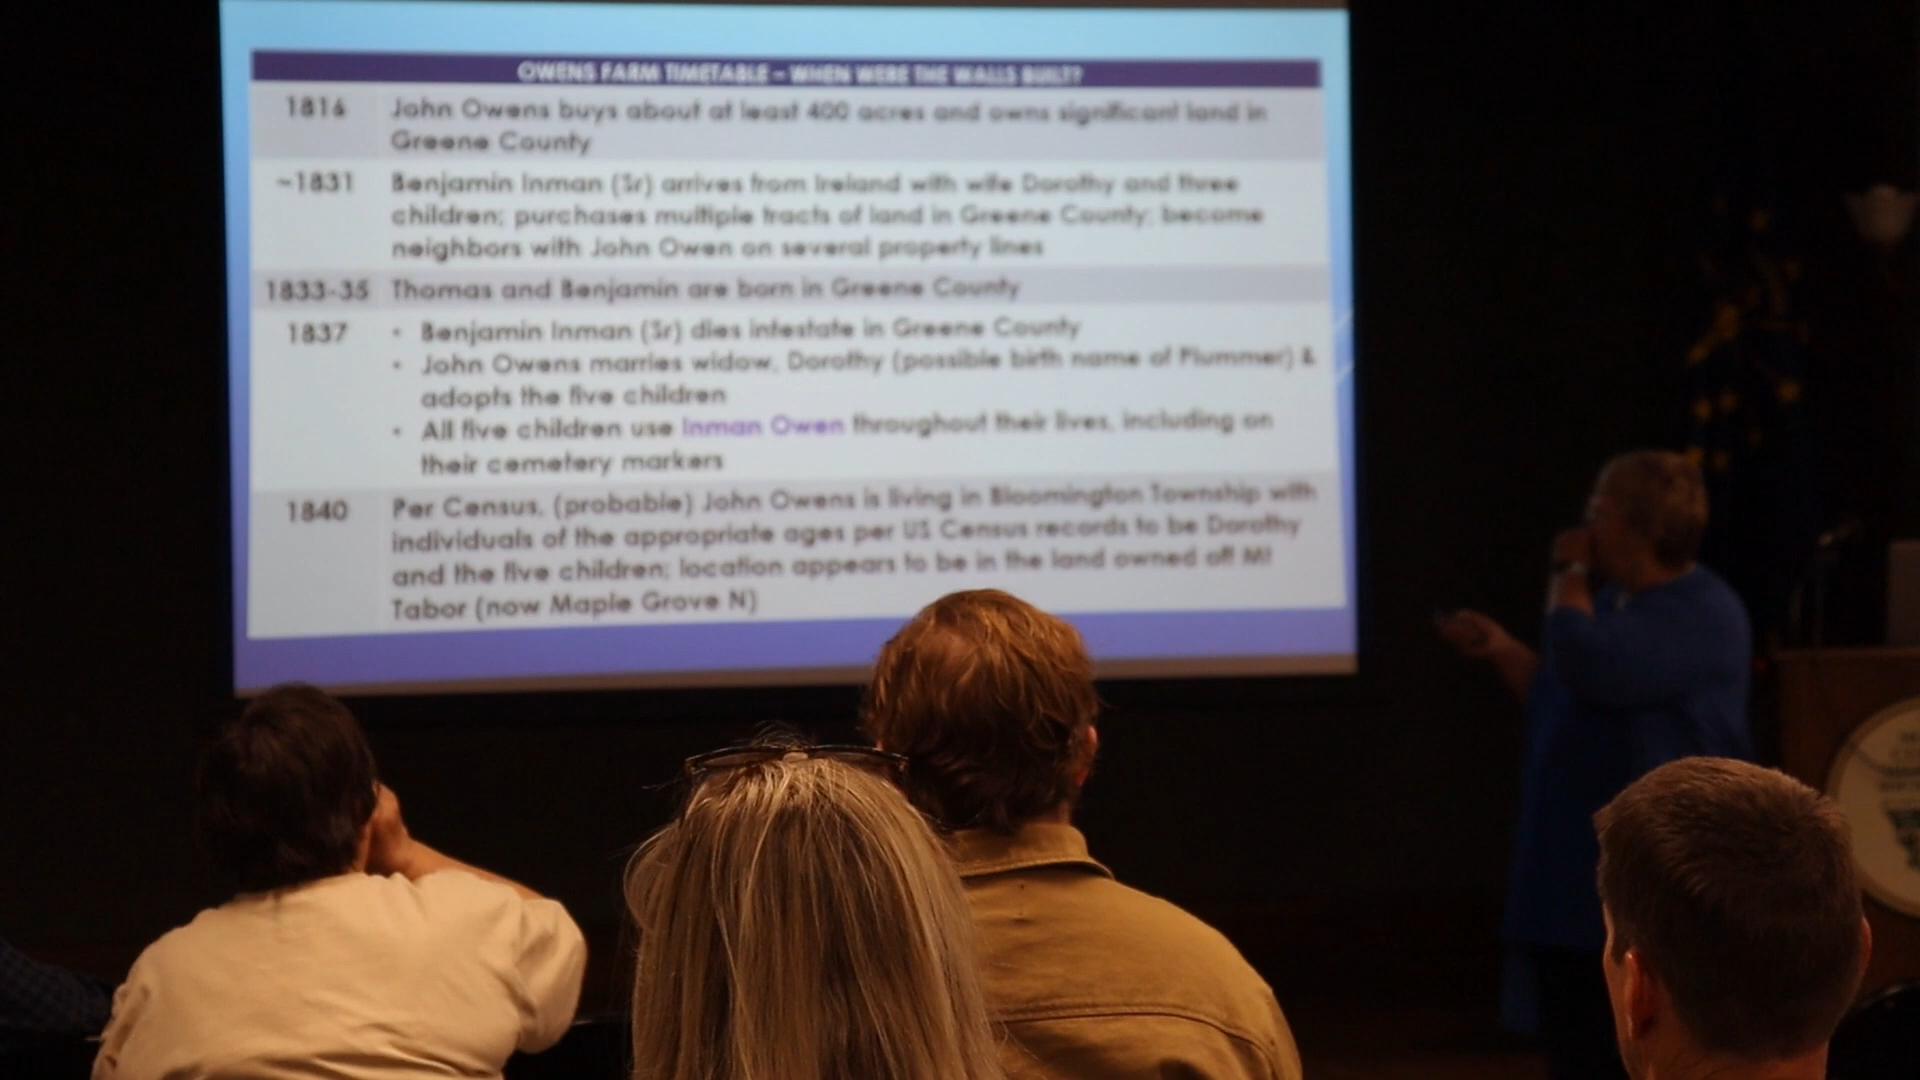 OWENS FARM TIMETABLE – WHEN WERE THE WALLS BUILT?
1816 John Owens buys about at least 400 acres and owns significant land in
Greene County
~1831 Benjamin Inman (Sr) arrives from Ireland with wife Dorothy and three
children; purchases multiple tracts of land in Greene County; become
neighbors with John Owen on several property lines
1833-35 Thomas and Benjamin are born in Greene County
1837 • Benjamin Inman (Sr) dies intestate in Greene County
• John Owens marries widow, Dorothy (possible birth name of Plummer) &
adopts the five children
• All five children use Inman Owen throughout their lives, including on
their cemetery markers
1840 Per Census, (probable) John Owens is living in Bloomington Township with
individuals of the appropriate ages per US Census records to be Dorothy
and the five children; location appears to be in the land owned off Mt
Tabor (now Maple Grove N)